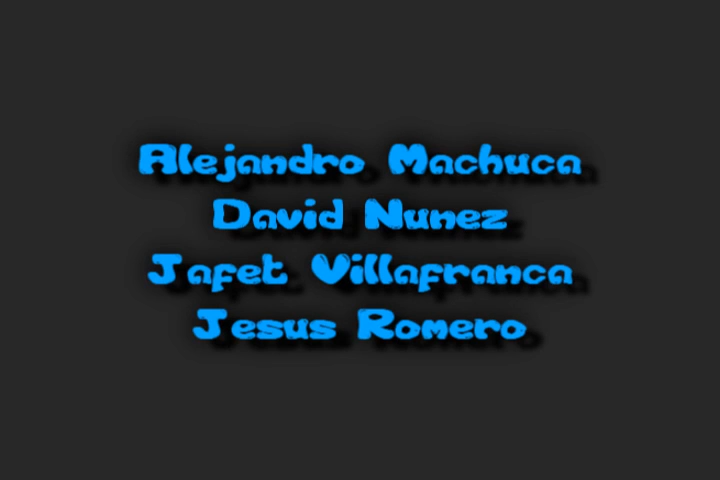 Alejandro Machuca
David Nunez
Jafet Villafranca
Jesus Romero